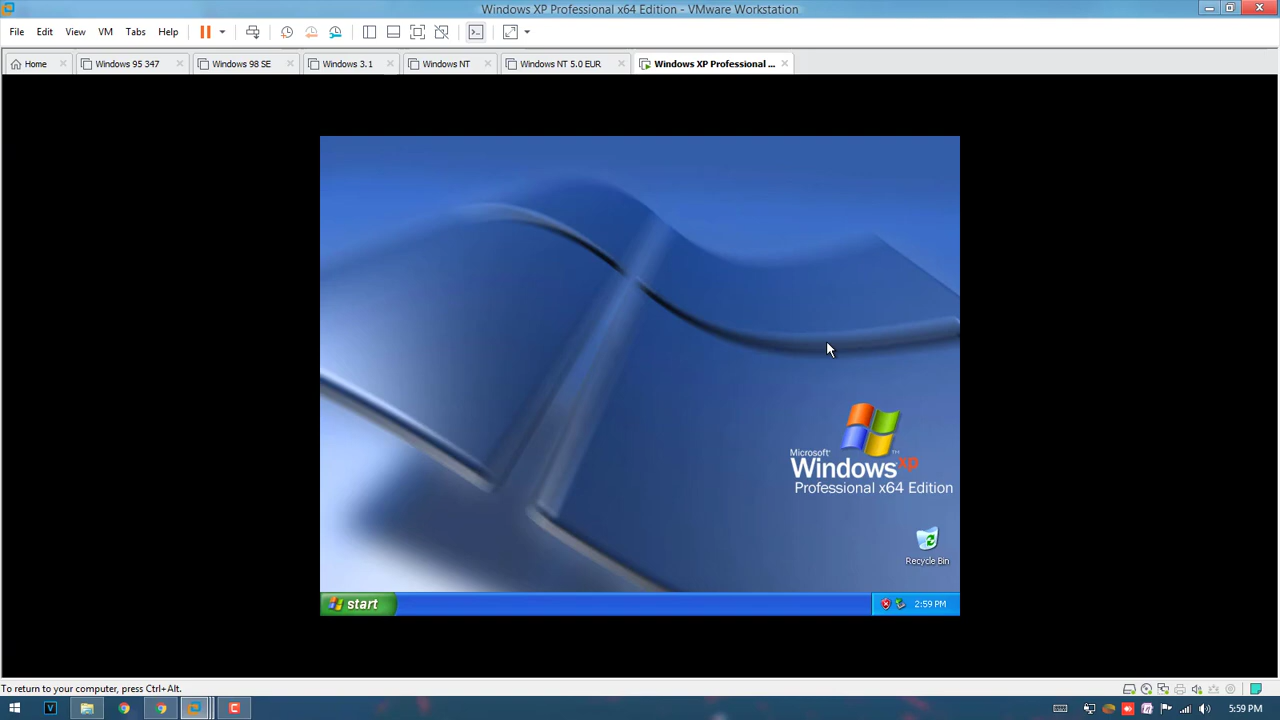 Windows XP Professional x64 Edition - VMware Workstation
File Edit View VM Tabs Help
Home Windows 95 347 Windows 98 SE Windows 3.1 Windows NT Windows NT 5.0 EUR Windows XP Professional ...
Microsoft
Windows xp
TM
Professional x64 Edition
Recycle Bin
start 2:59 PM
To return to your computer, press Ctrl+Alt.
5:59 PM